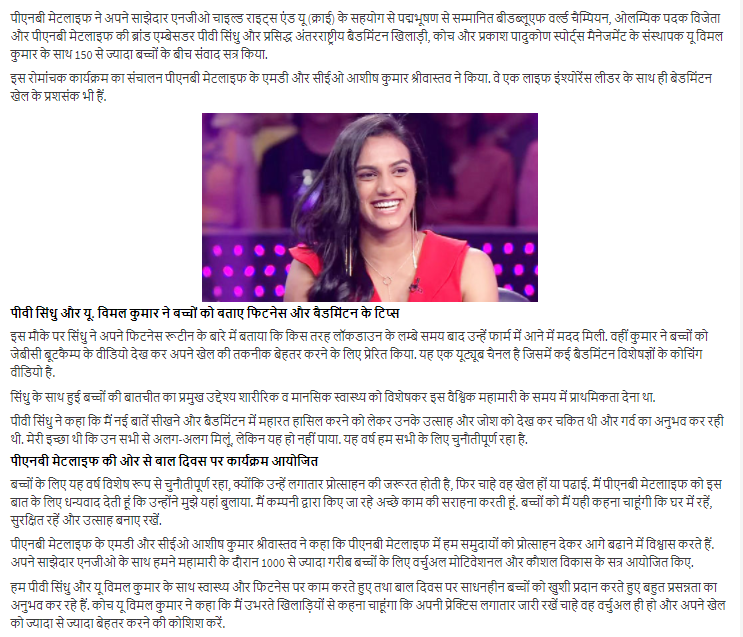 पीएनबी मेटलाइफ ने अपने साझेदार एनजीओ चाइल्ड राइट्स एंड यू (क्राई) के सहयोग से पद्मभूषण से सम्मानित बीडब्लूएफ वर्ल्ड चैम्पियन, ओलम्पिक पदक विजेता
और पीएनबी मेटलाइफ की ब्रांड एम्बेसडर पीवी सिंधु और प्रसिद्ध अंतरराष्ट्रीय बैडमिंटन खिलाड़ी, कोच और प्रकाश पादुकोण स्पोर्ट्स मैनेजमेंट के संस्थापक यू विमल
कुमार के साथ 150 से ज्यादा बच्चों के बीच संवाद सत्र किया.
इस रोमांचक कार्यक्रम का संचालन पीएनबी मेटलाइफ के एमडी और सीईओ आशीष कुमार श्रीवास्तव ने किया. वे एक लाइफ इंश्योरेंस लीडर के साथ ही बेडमिंटन
खेल के प्रशसंक भी हैं.
पीवी सिंधु और यू. विमल कुमार ने बच्चों को बताए फिटनेस और बैडमिंटन के टिप्स
इस मौके पर सिंधु ने अपने फिटनेस रूटीन के बारे में बताया कि किस तरह लॉकडाउन के लम्बे समय बाद उन्हें फार्म में आने में मदद मिली. वहीं कुमार ने बच्चों को
जेबीसी बूटकैम्प के वीडियो देख कर अपने खेल की तकनीक बेहतर करने के लिए प्रेरित किया. यह एक यूट्यूब चैनल है जिसमें कई बैडमिंटन विशेषज्ञों के कोचिंग
वीडियो है.
सिंधु के साथ हुई बच्चों की बातचीत का प्रमुख उद्देश्य शारीरिक व मानसिक स्वास्थ्य को विशेषकर इस वैश्विक महामारी के समय में प्राथमिकता देना था.
पीवी सिंधु ने कहा कि मैं नई बातें सीखने और बैडमिंटन में महारत हासिल करने को लेकर उनके उत्साह और जोश को देख कर चकित थी और गर्व का अनुभव कर रही
थी. मेरी इच्छा थी कि उन सभी से अलग-अलग मिलूं, लेकिन यह हो नहीं पाया. यह वर्ष हम सभी के लिए चुनौतीपूर्ण रहा है.
पीएनबी मेटलाइफ की ओर से बाल दिवस पर कार्यक्रम आयोजित
बच्चों के लिए यह वर्ष विशेष रूप से चुनौतीपूर्ण रहा, क्योंकि उन्हें लगातार प्रोत्साहन की जरूरत होती है, फिर चाहे वह खेल हों या पढाई. मैं पीएनबी मेटलााइफ को इस
बात के लिए धन्यवाद देती हूं कि उन्होंने मुझे यहां बुलाया. मैं कम्पनी द्वारा किए जा रहे अच्छे काम की सराहना करती हूं. बच्चों को मैं यही कहना चाहूंगी कि घर में रहें,
सुरक्षित रहें और उत्साह बनाए रखें.
पीएनबी मेटलाइफ के एमडी और सीईओ आशीष कुमार श्रीवास्तव ने कहा कि पीएनबी मेटलाइफ में हम समुदायों को प्रोत्साहन देकर आगे बढाने में विश्वास करते हैं.
अपने साझेदार एनजीओ के साथ हमने महामारी के दौरान 1000 से ज्यादा गरीब बच्चों के लिए वर्चुअल मोटिवेशनल और कौशल विकास के सत्र आयोजित किए.
हम पीवी सिंधु और यू विमल कुमार के साथ स्वास्थ्य और फिटनेस पर काम करते हुए तथा बाल दिवस पर साधनहीन बच्चों को खुशी प्रदान करते हुए बहुत प्रसन्नता का
अनुभव कर रहे हैं. कोच यू विमल कुमार ने कहा कि मैं उभरते खिलाड़ियों से कहना चाहूंगा कि अपनी प्रेक्टिस लगातार जारी रखें चाहे वह वर्चुअल ही हो और अपने खेल
को ज्यादा से ज्यादा बेहतर करने की कोशिश करें.